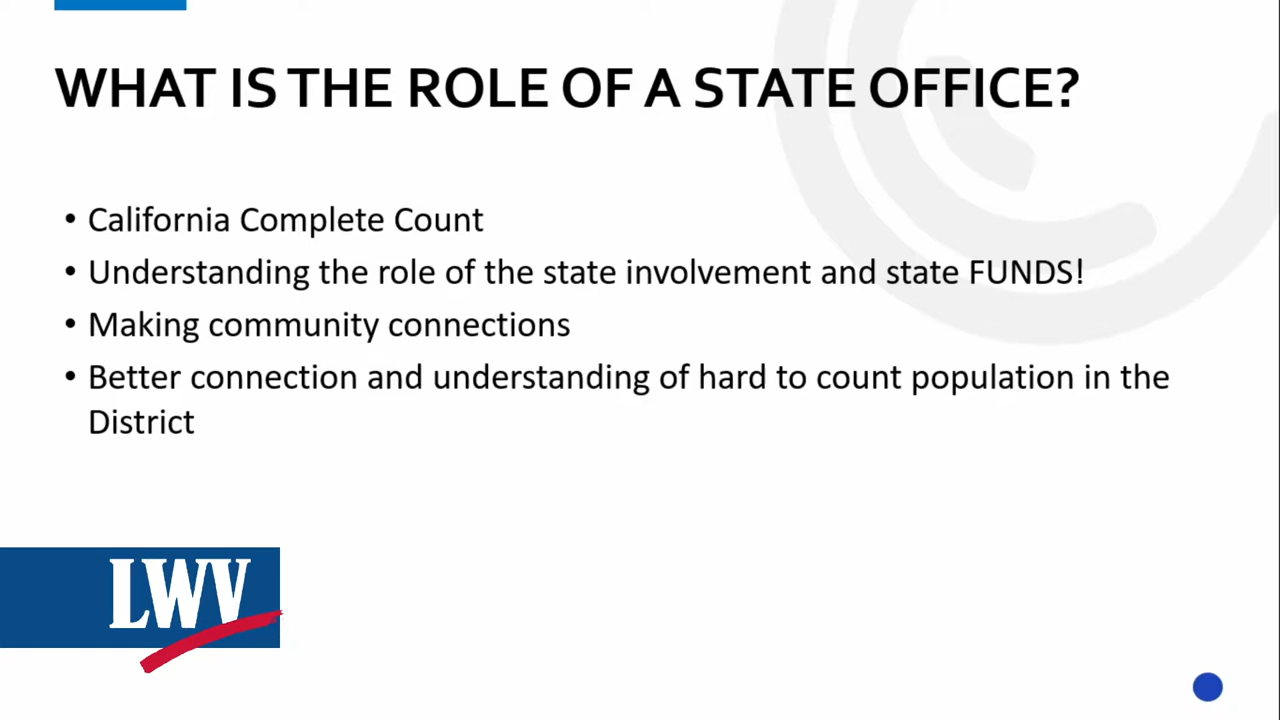 WHAT IS THE ROLE OF A STATE OFFICE?
• California Complete Count
• Understanding the role of the state involvement and state FUNDS!
• Making community connections
• Better connection and understanding of hard to count population in the
District
LWV